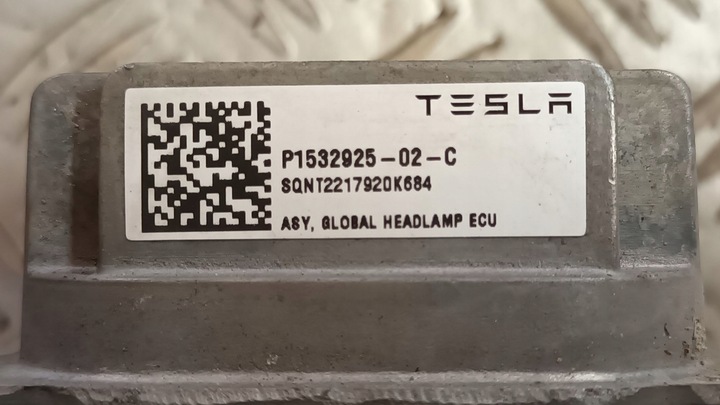 TESLA
P1532925-02-C
SQNT2217920K684
ASY, GLOBAL HEADLAMP ECU